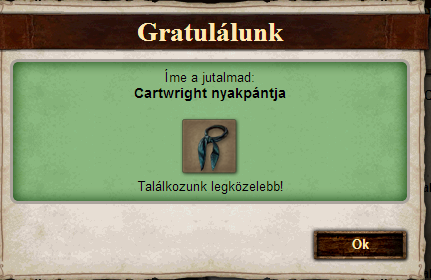 Gratulálunk
Íme a jutalmad:
Cartwright nyakpántja
Találkozunk legközelebb!
Ok